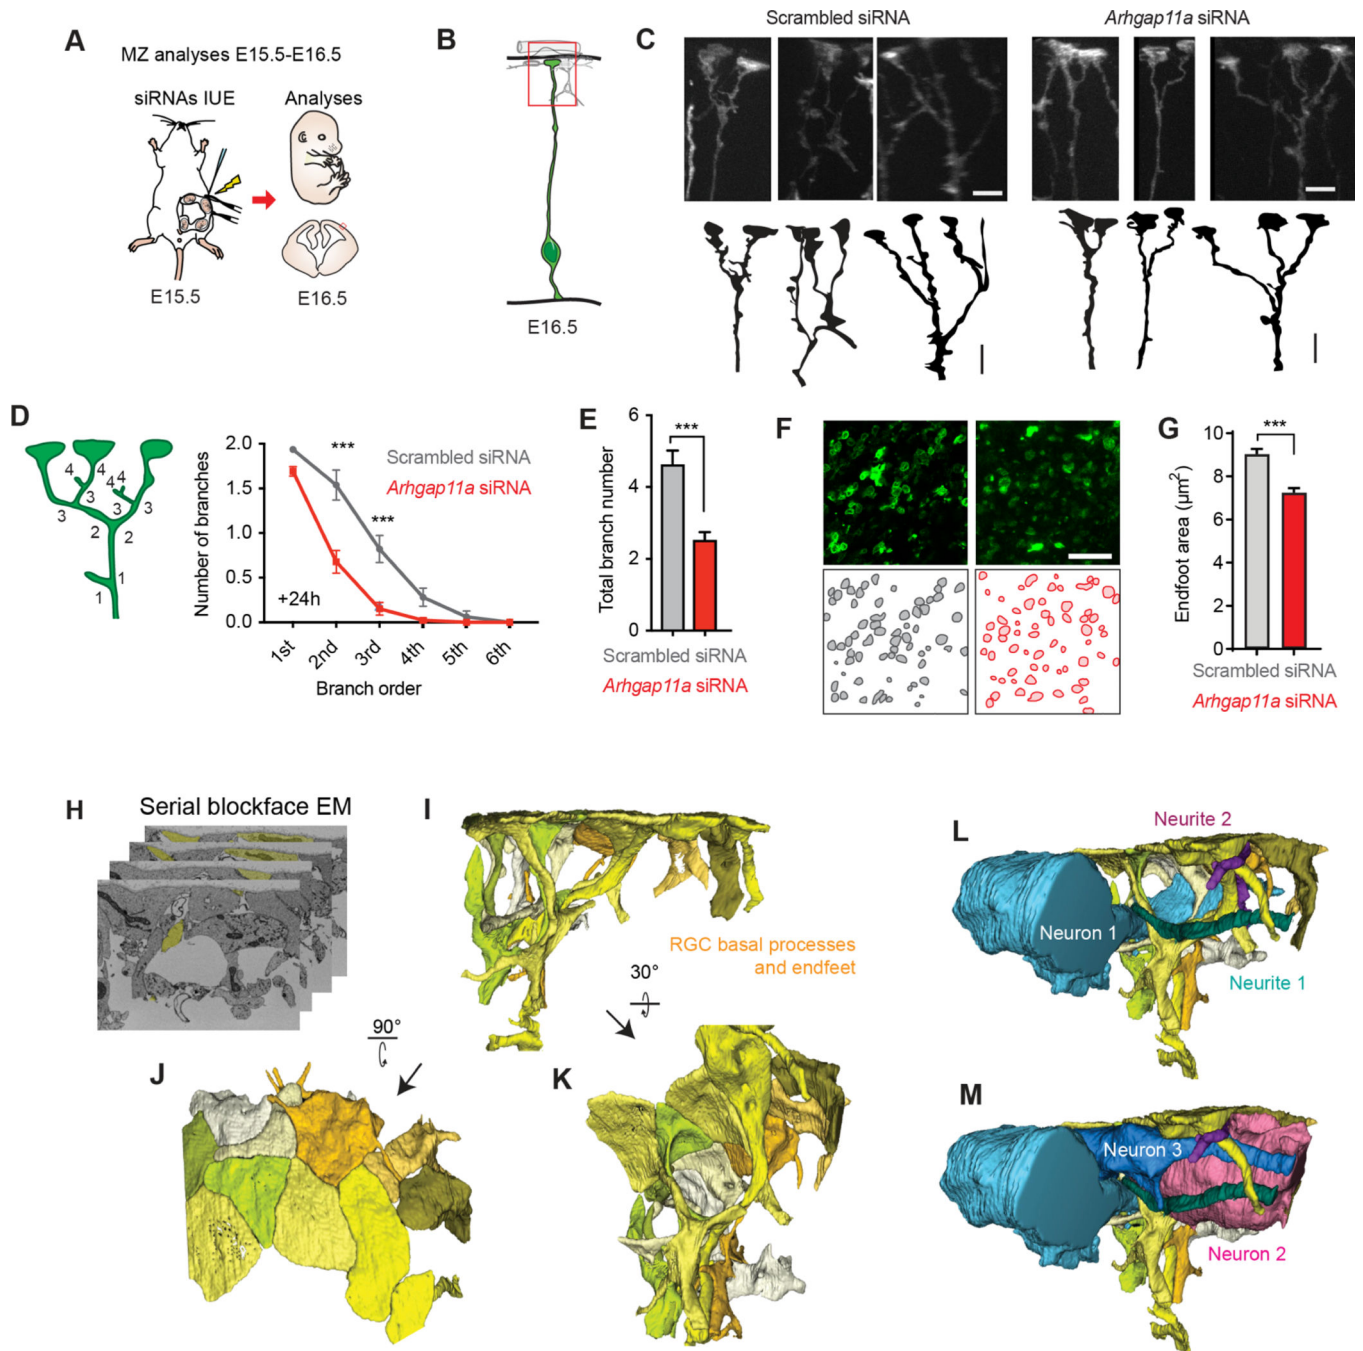 A
MZ analyses E15.5-E16.5
siRNAs IUE
Analyses
E15.5
E16.5
B
E16.5
C
Scrambled siRNA
Arhgap11a siRNA
D
4 4 4 4
3 3 3 3
2 2
1
1
Number of branches
2.0
1.5
1.0
0.5
0.0
***
***
Scrambled siRNA
Arhgap11a siRNA
+24h
1st 2nd 3rd 4th 5th 6th
Branch order
E
Total branch number
6
4
2
0
***
Scrambled siRNA
Arhgap11a siRNA
F
G
Endfoot area (µm²)
10
8
6
4
2
0
***
Scrambled siRNA
Arhgap11a siRNA
H
Serial blockface EM
I
RGC basal processes
and endfeet
90°
30°
J
K
L
Neurite 2
Neuron 1
Neurite 1
M
Neuron 3
Neuron 2